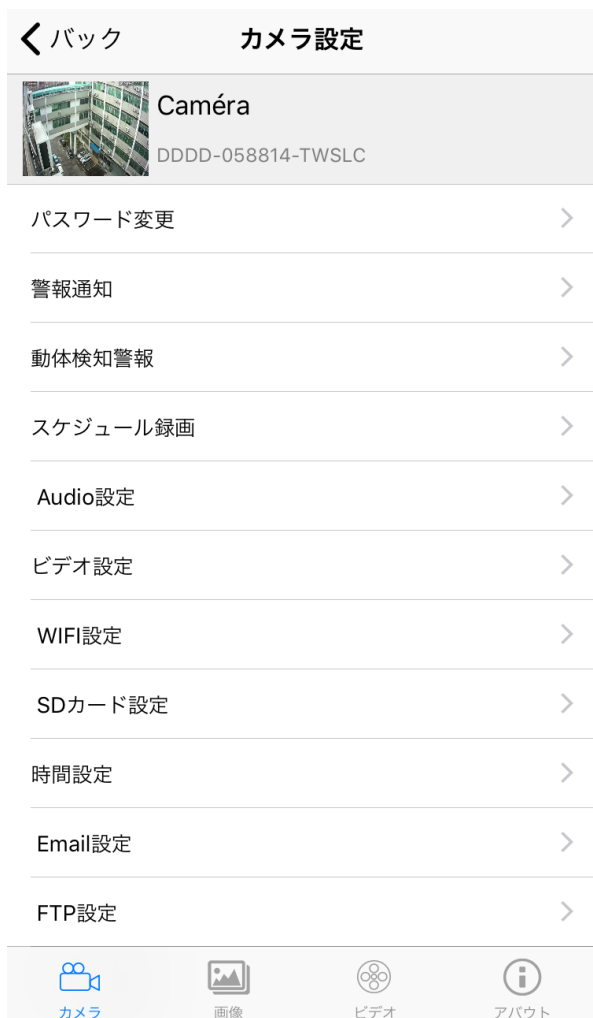 バック
カメラ設定
Caméra
DDDD-058814-TWSLC
パスワード変更
警報通知
動体検知警報
スケジュール録画
Audio設定
ビデオ設定
WIFI設定
SDカード設定
時間設定
Email設定
FTP設定
カメラ
画像
ビデオ
アバウト